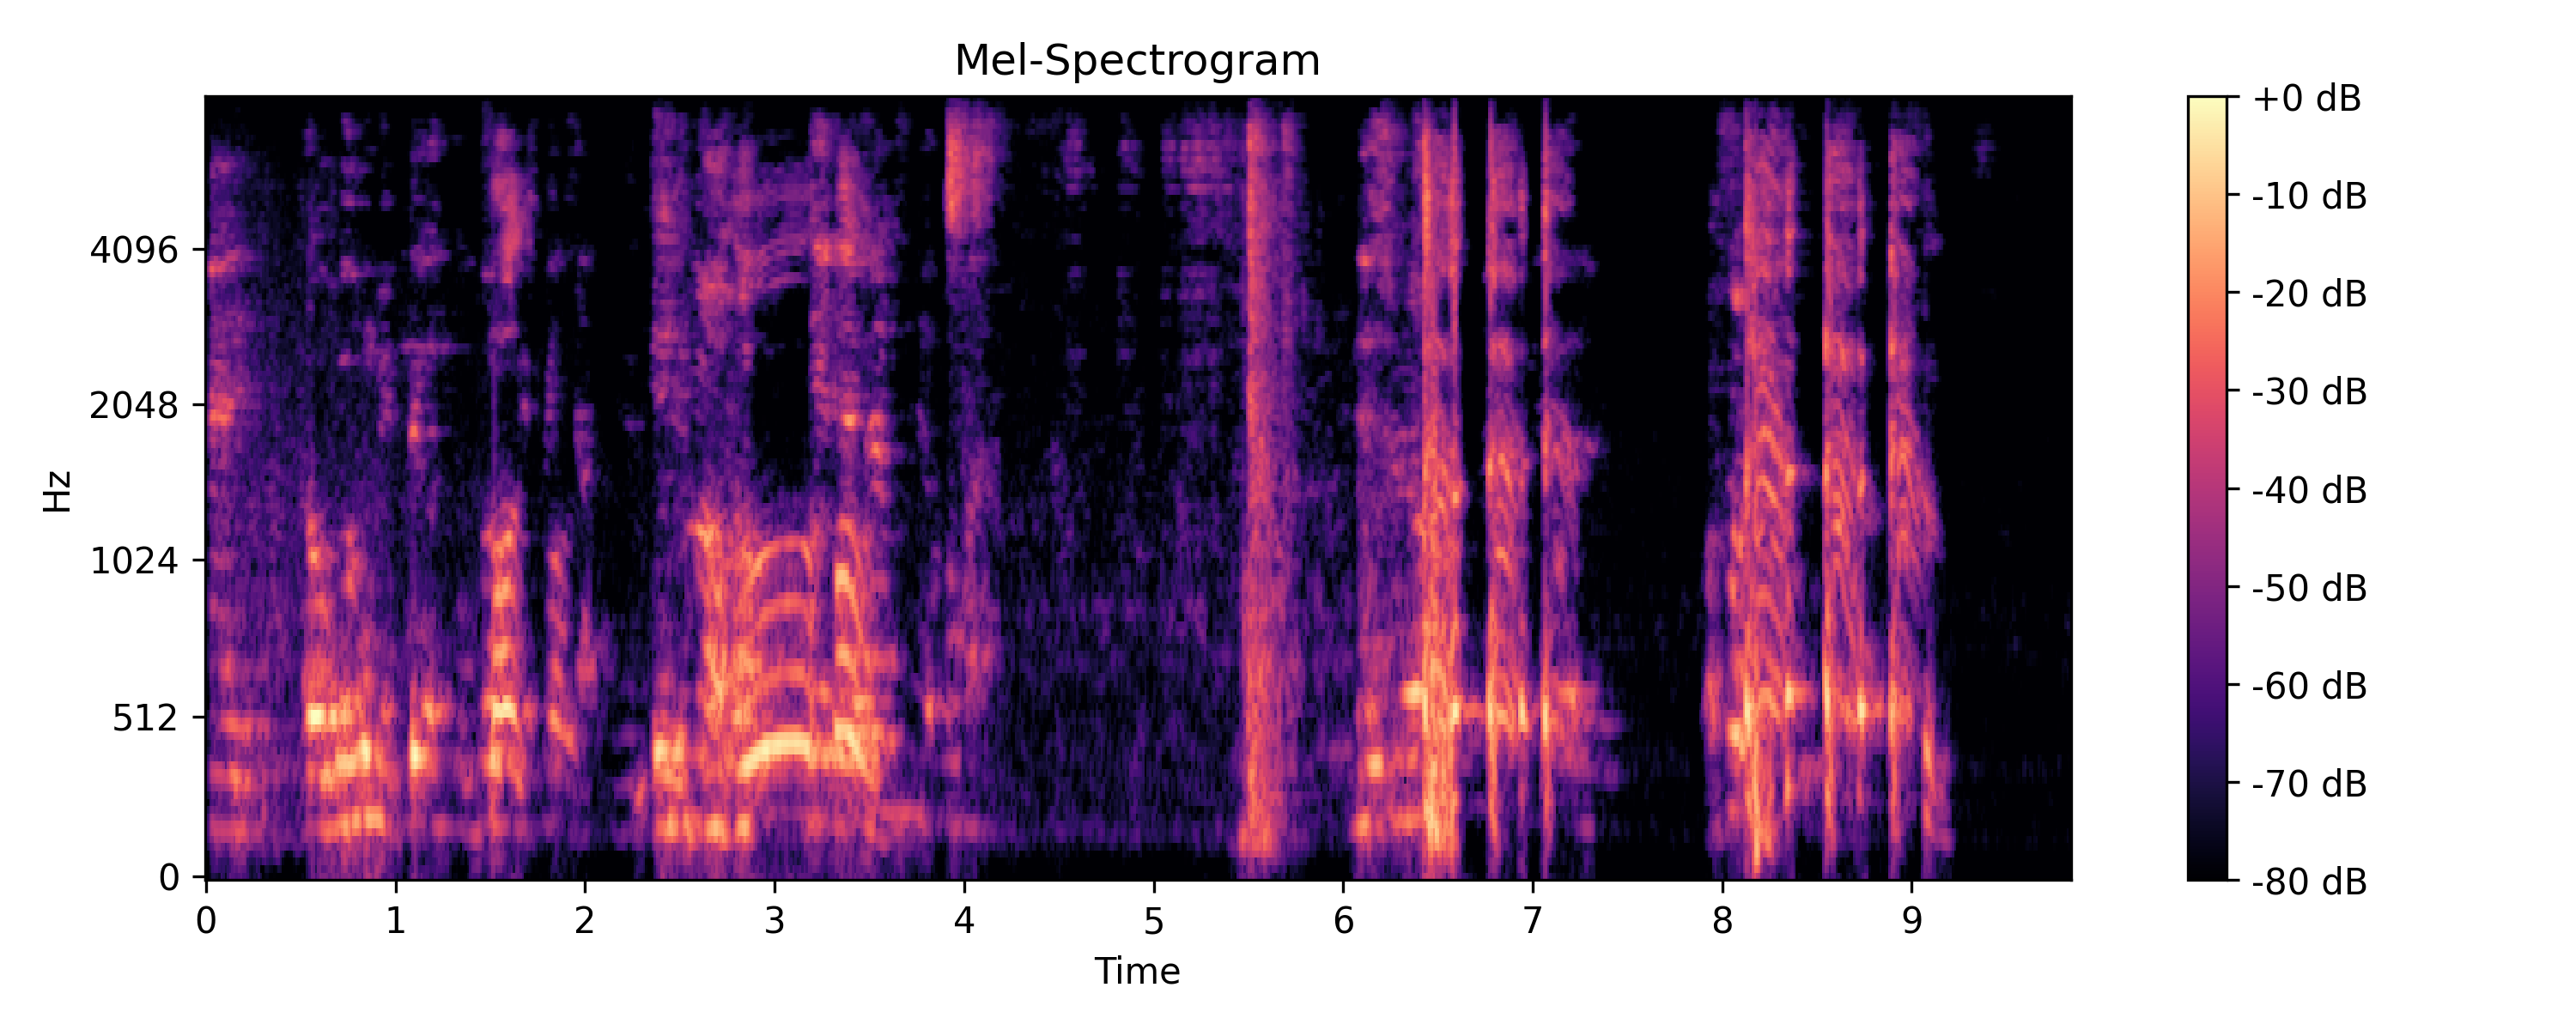 Mel-Spectrogram
+0 dB
-10 dB
-20 dB
-30 dB
-40 dB
-50 dB
-60 dB
-70 dB
-80 dB
4096
2048
1024
512
0
Hz
0 1 2 3 4 5 6 7 8 9
Time